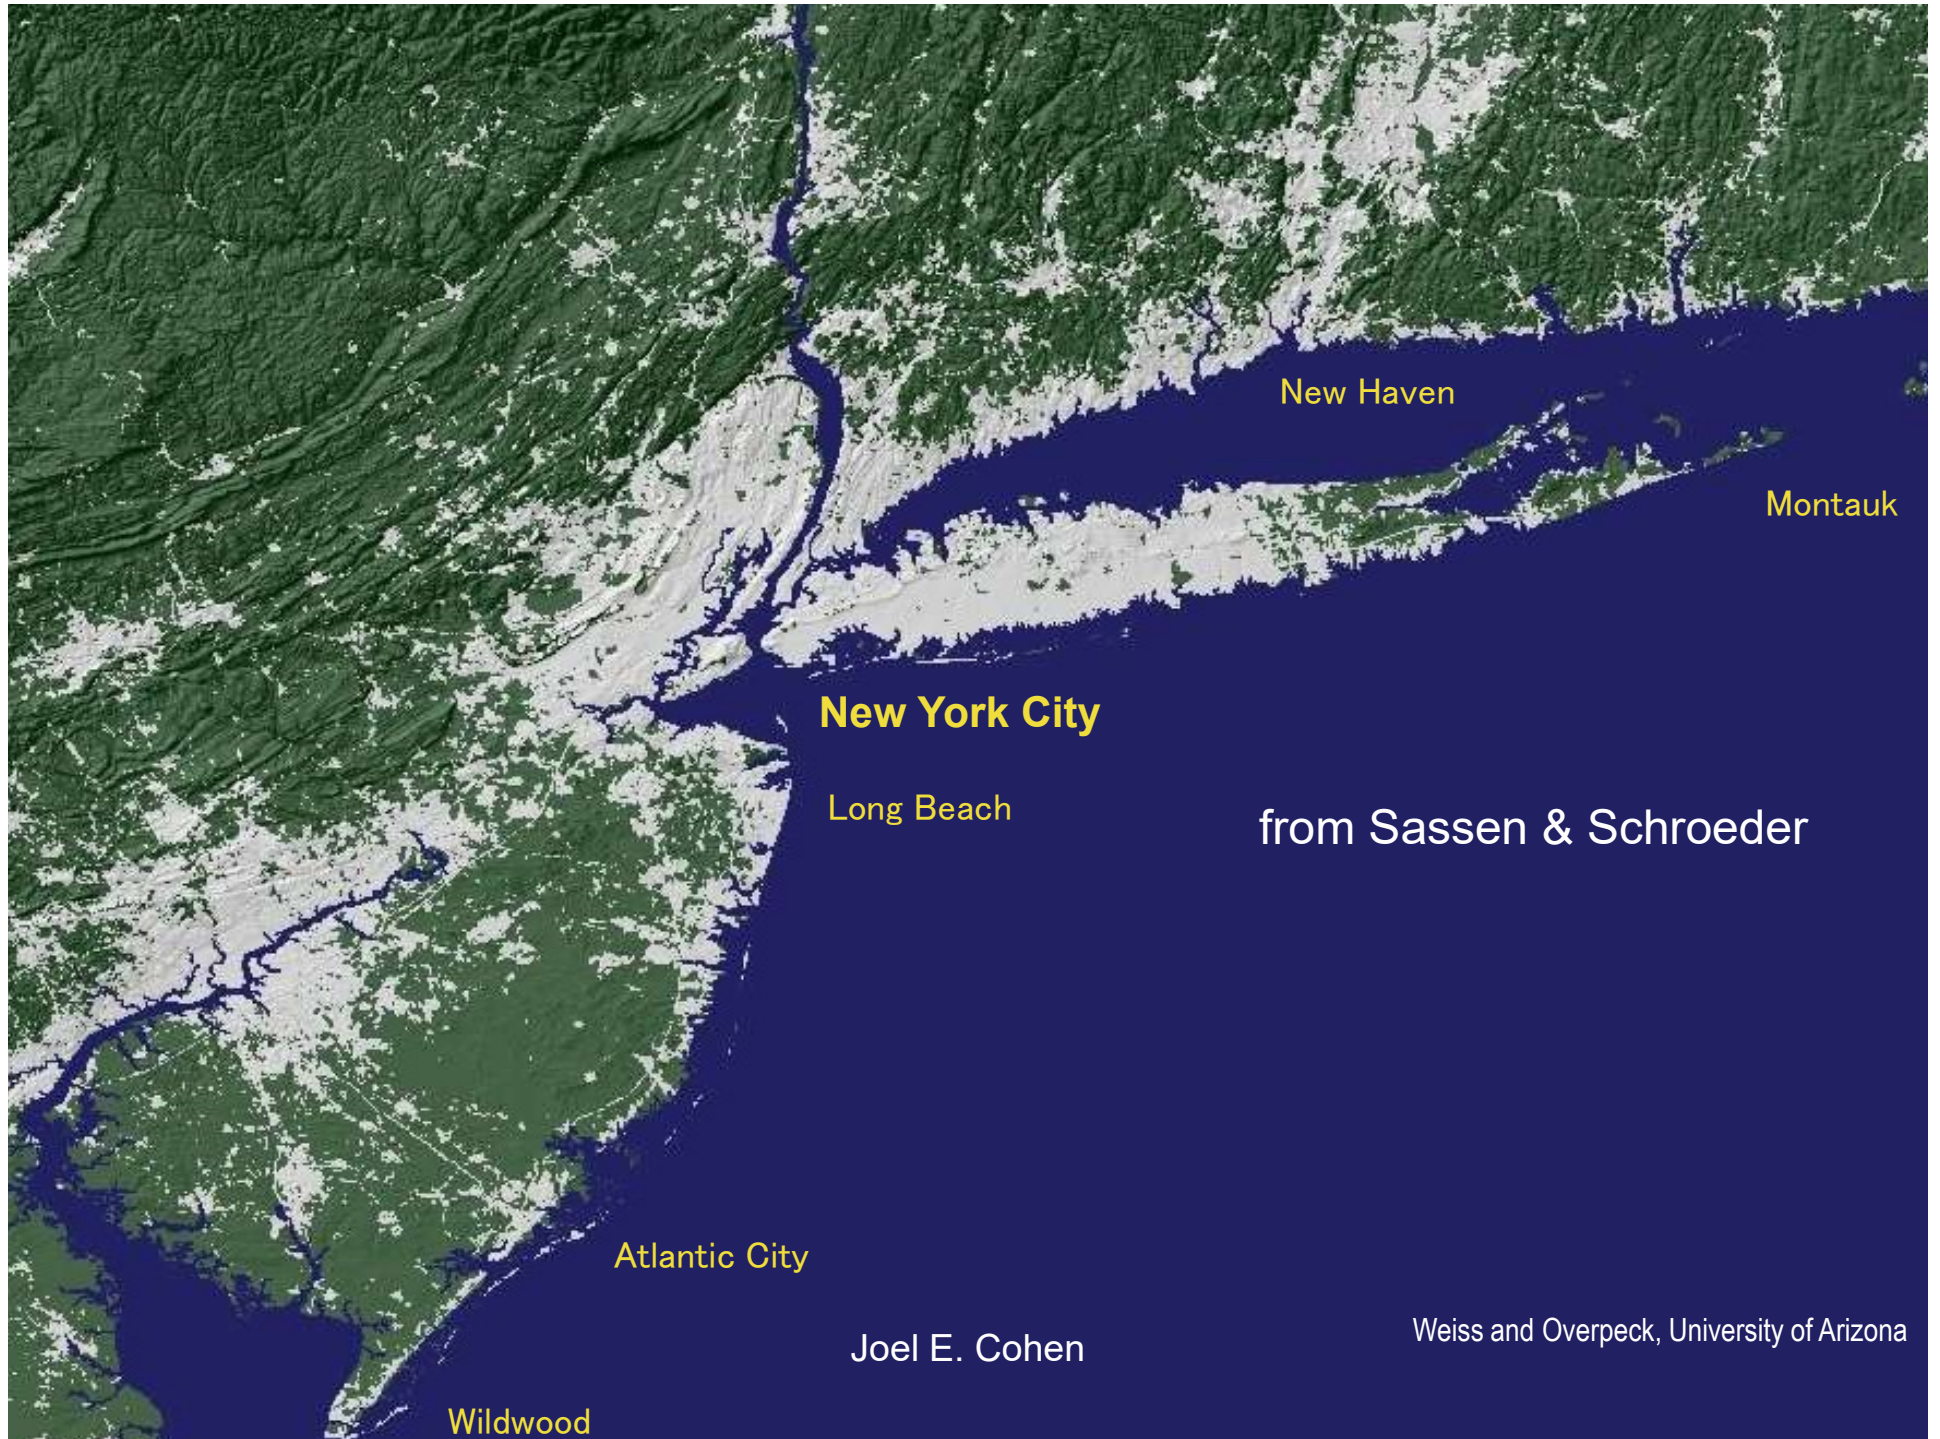 New Haven
Montauk
New York City
Long Beach
from Sassen & Schroeder
Atlantic City
Weiss and Overpeck, University of Arizona
Joel E. Cohen
Wildwood